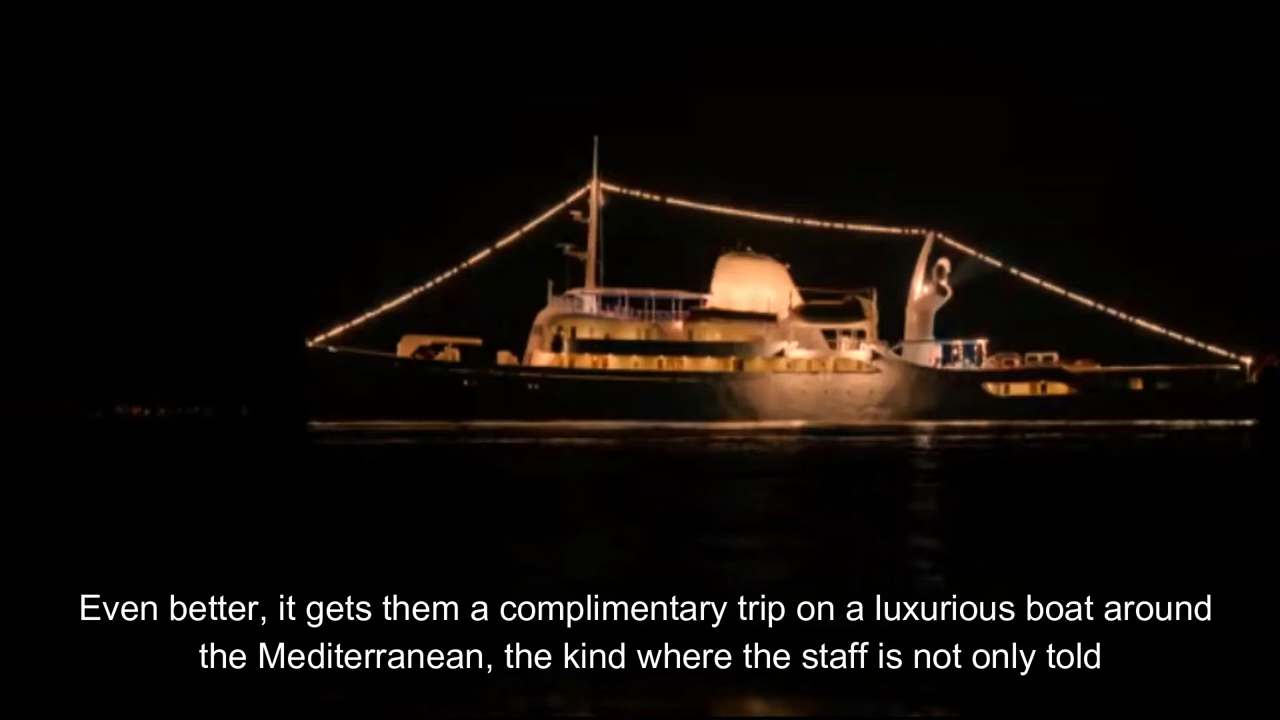 Even better, it gets them a complimentary trip on a luxurious boat around
the Mediterranean, the kind where the staff is not only told